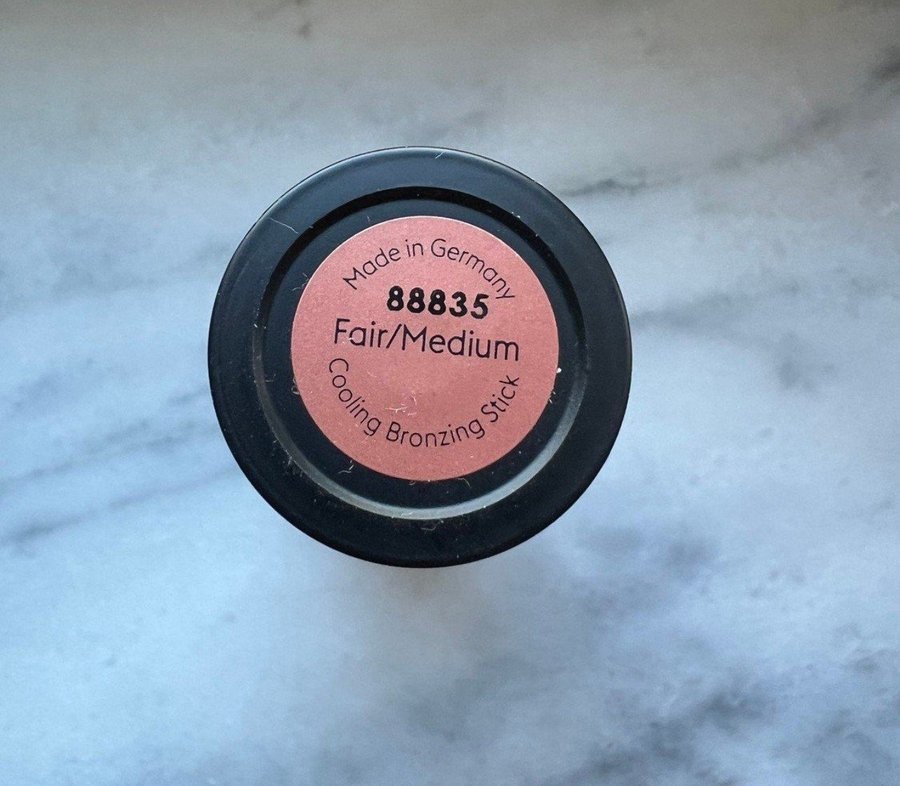 Made in Germany
88835
Fair/Medium
Cooling Bronzing Stick